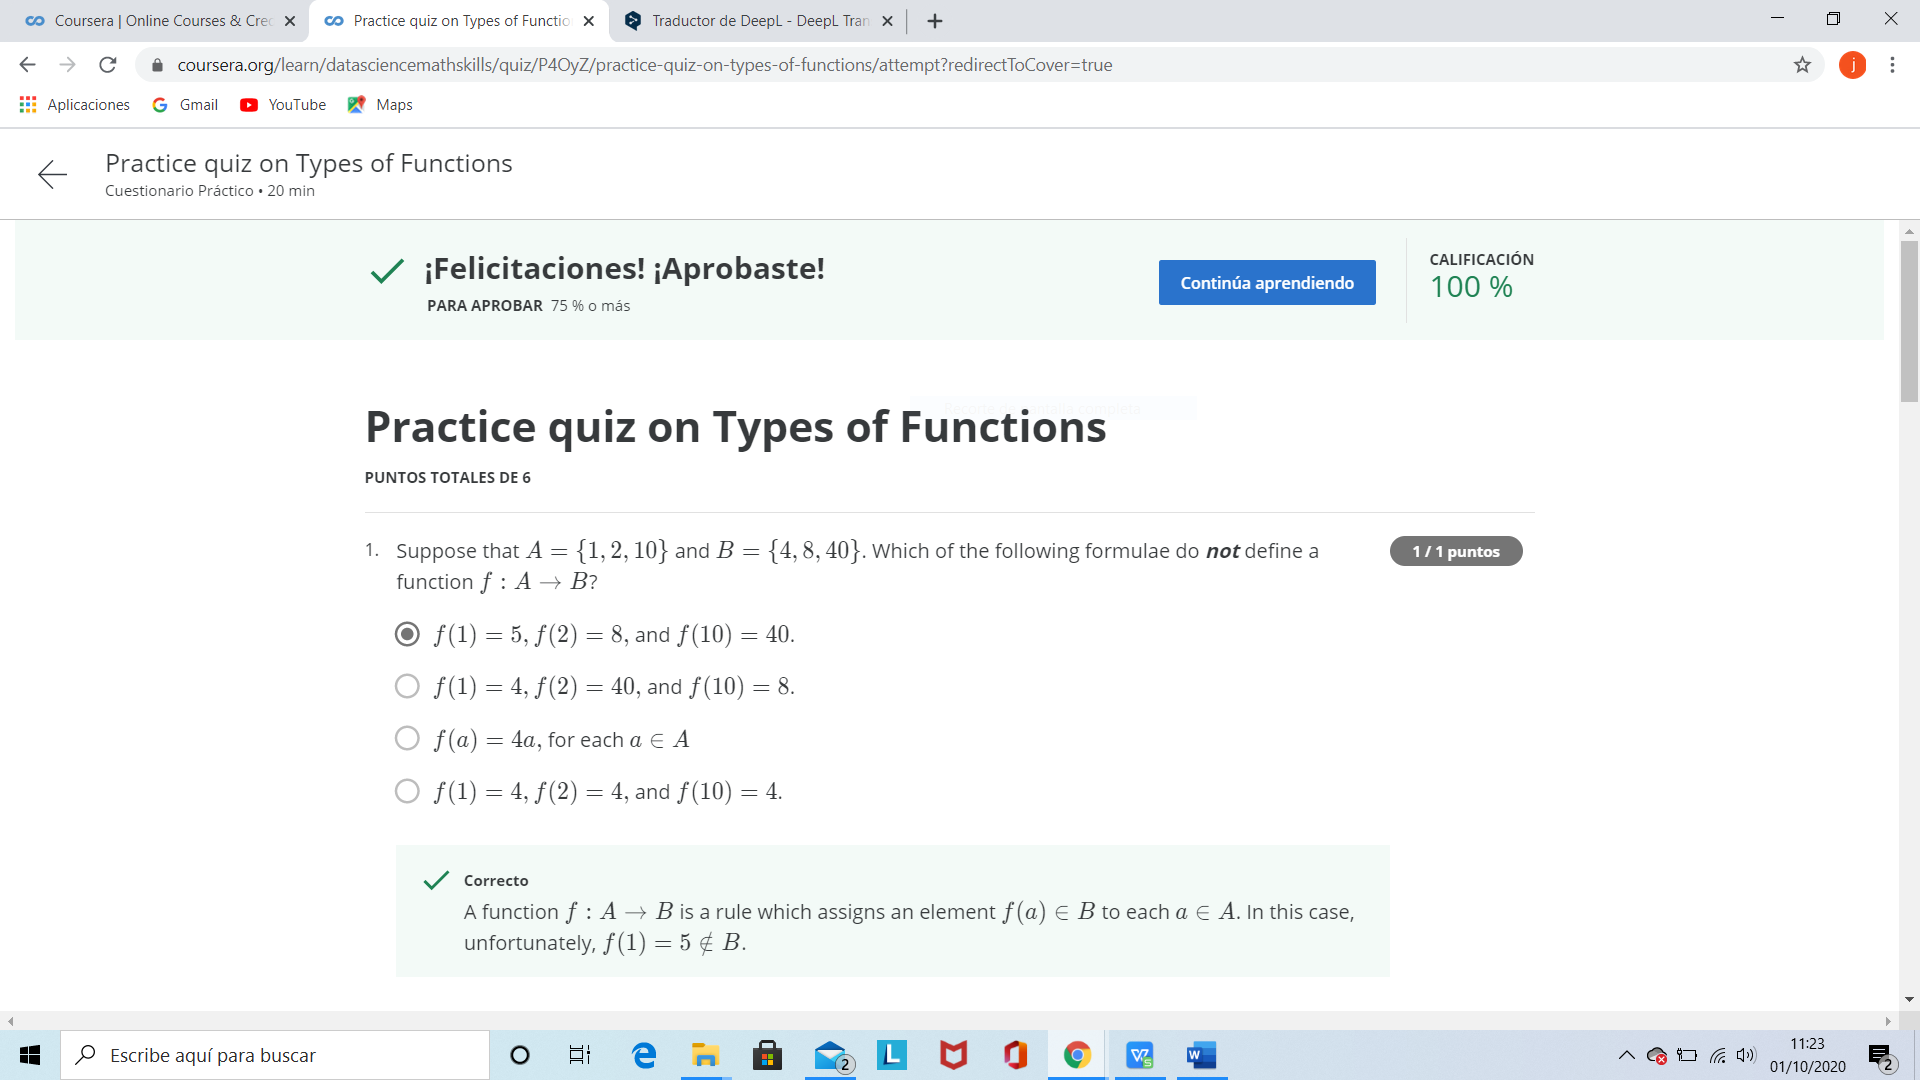 Coursera | Online Courses & Cre
Practice quiz on Types of Functio
Traductor de DeepL - DeepL Tran
coursera.org/learn/datasciencemathskills/quiz/P4OyZ/practice-quiz-on-types-of-functions/attempt?redirectToCover=true
j
Aplicaciones
Gmail
YouTube
Maps
Practice quiz on Types of Functions
Cuestionario Práctico • 20 min
¡Felicitaciones! ¡Aprobaste!
PARA APROBAR 75 % o más
Continúa aprendiendo
CALIFICACIÓN
100 %
Recorte de pantalla completa
Practice quiz on Types of Functions
PUNTOS TOTALES DE 6
1. Suppose that A = {1, 2, 10} and B = {4, 8, 40}. Which of the following formulae do not define a
function f : A → B?
1 / 1 puntos
f(1) = 5, f(2) = 8, and f(10) = 40.
f(1) = 4, f(2) = 40, and f(10) = 8.
f(a) = 4a, for each a ∈ A
f(1) = 4, f(2) = 4, and f(10) = 4.
Correcto
A function f : A → B is a rule which assigns an element f(a) ∈ B to each a ∈ A. In this case,
unfortunately, f(1) = 5 ∉ B.
Escribe aquí para buscar
2
L
W
11:23
01/10/2020
2